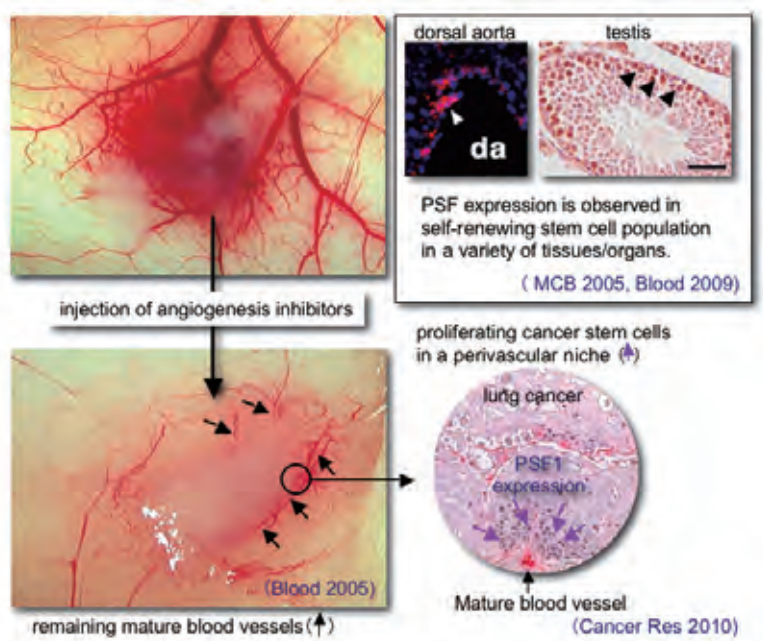 dorsal aorta
testis
da
PSF expression is observed in
self-renewing stem cell population
in a variety of tissues/organs.
( MCB 2005, Blood 2009)
injection of angiogenesis inhibitors
proliferating cancer stem cells
in a perivascular niche (↑)
lung cancer
PSF1
expression
(Blood 2005)
Mature blood vessel
remaining mature blood vessels(↑)
(Cancer Res 2010)